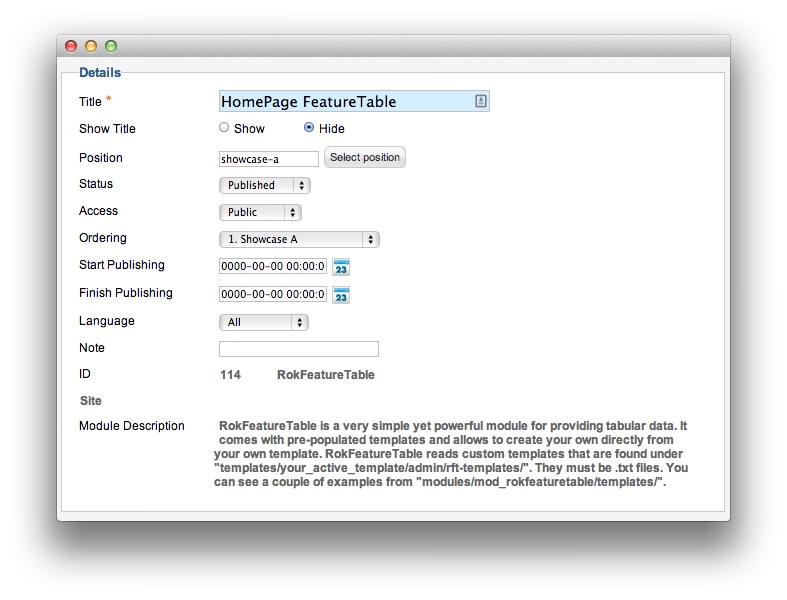 Details
Title * HomePage FeatureTable
Show Title Show Hide
Position showcase-a Select position
Status Published
Access Public
Ordering 1. Showcase A
Start Publishing 0000-00-00 00:00:0 23
Finish Publishing 0000-00-00 00:00:0 23
Language All
Note
ID 114 RokFeatureTable
Site
Module Description RokFeatureTable is a very simple yet powerful module for providing tabular data. It
comes with pre-populated templates and allows to create your own directly from
your own template. RokFeatureTable reads custom templates that are found under
"templates/your_active_template/admin/rft-templates/". They must be .txt files. You
can see a couple of examples from "modules/mod_rokfeaturetable/templates/".